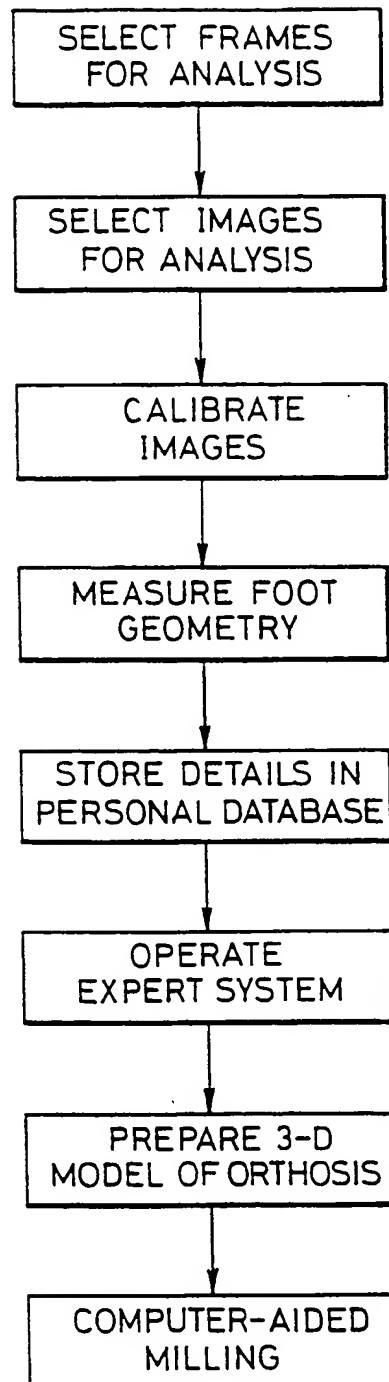 SELECT FRAMES
FOR ANALYSIS
SELECT IMAGES
FOR ANALYSIS
CALIBRATE
IMAGES
MEASURE FOOT
GEOMETRY
STORE DETAILS IN
PERSONAL DATABASE
OPERATE
EXPERT SYSTEM
PREPARE 3-D
MODEL OF ORTHOSIS
COMPUTER-AIDED
MILLING